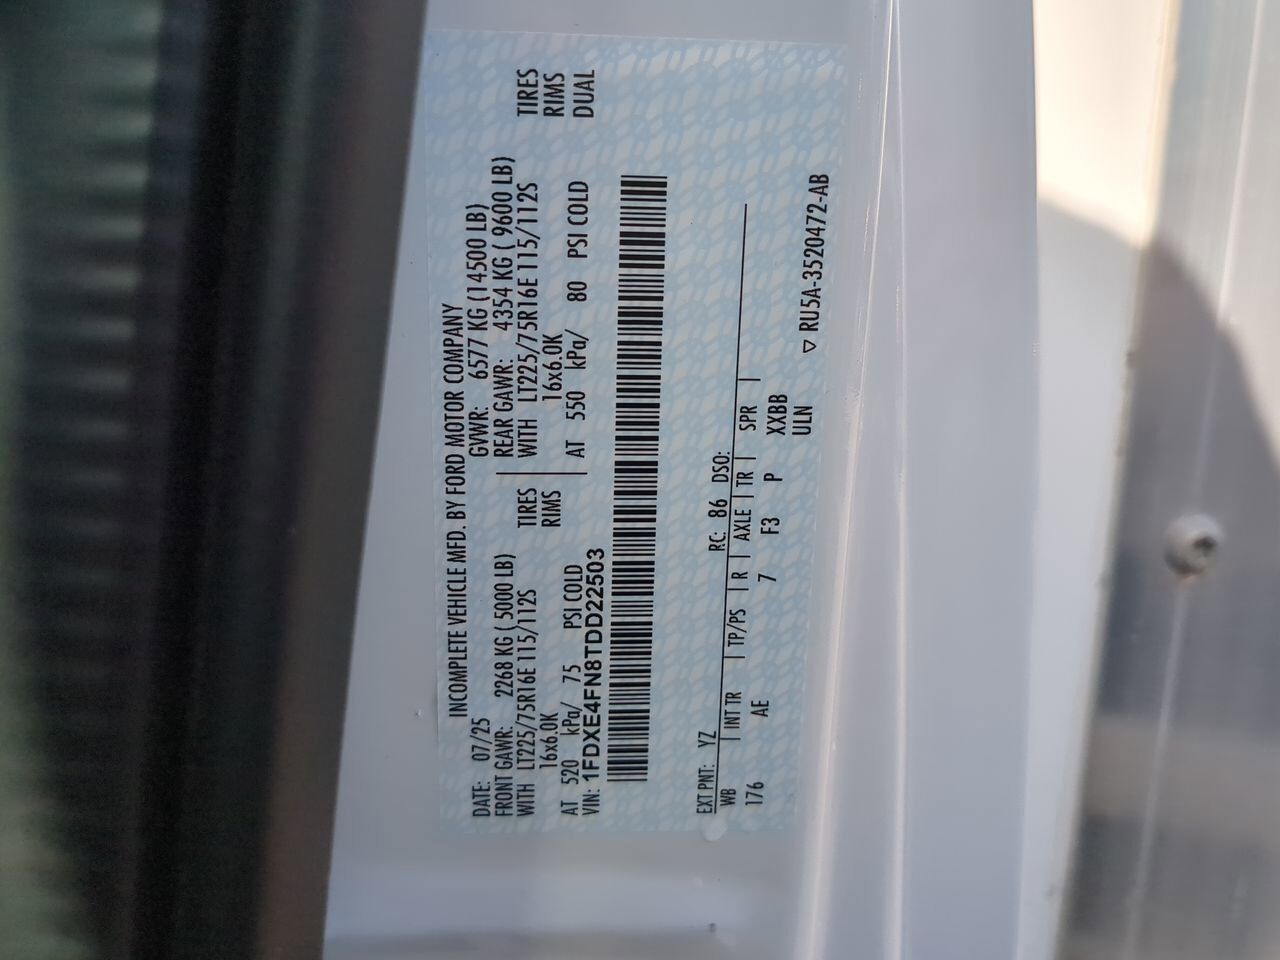 INCOMPLETE VEHICLE MFD. BY FORD MOTOR COMPANY
DATE: 07/25 GVWR: 6577 KG (14500 LB)
FRONT GAWR: 2268 KG ( 5000 LB) REAR GAWR: 4354 KG ( 9600 LB)
WITH LT225/75R16E 115/112S TIRES WITH LT225/75R16E 115/112S TIRES
16x6.0K RIMS 16x6.0K RIMS
AT 520 kPa/ 75 PSI COLD AT 550 kPa/ 80 PSI COLD DUAL
VIN: 1FDXE4FN8TDD22503
EXT PNT: YZ RC: 86 DSO:
WB | INT TR | TP/PS | R | AXLE | TR | SPR |
176 AE 7 F3 P XXBB
ULN
▽ RU5A-3520472-AB